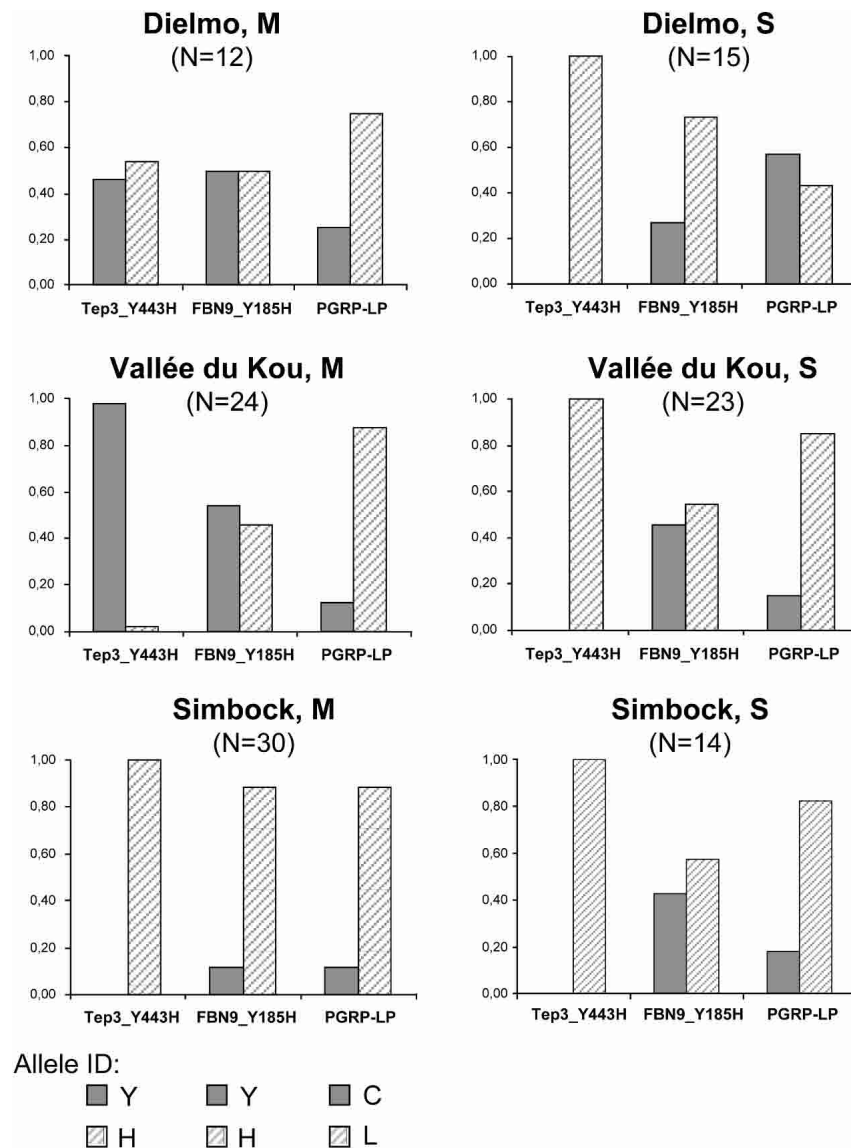 Dielmo, M
(N=12)
1,00
0,80
0,60
0,40
0,20
0,00
Tep3_Y443H FBN9_Y185H PGRP-LP
Dielmo, S
(N=15)
1,00
0,80
0,60
0,40
0,20
0,00
Tep3_Y443H FBN9_Y185H PGRP-LP
Vallée du Kou, M
(N=24)
1,00
0,80
0,60
0,40
0,20
0,00
Tep3_Y443H FBN9_Y185H PGRP-LP
Vallée du Kou, S
(N=23)
1,00
0,80
0,60
0,40
0,20
0,00
Tep3_Y443H FBN9_Y185H PGRP-LP
Simbock, M
(N=30)
1,00
0,80
0,60
0,40
0,20
0,00
Tep3_Y443H FBN9_Y185H PGRP-LP
Simbock, S
(N=14)
1,00
0,80
0,60
0,40
0,20
0,00
Tep3_Y443H FBN9_Y185H PGRP-LP
Allele ID:
Y Y C
H H L